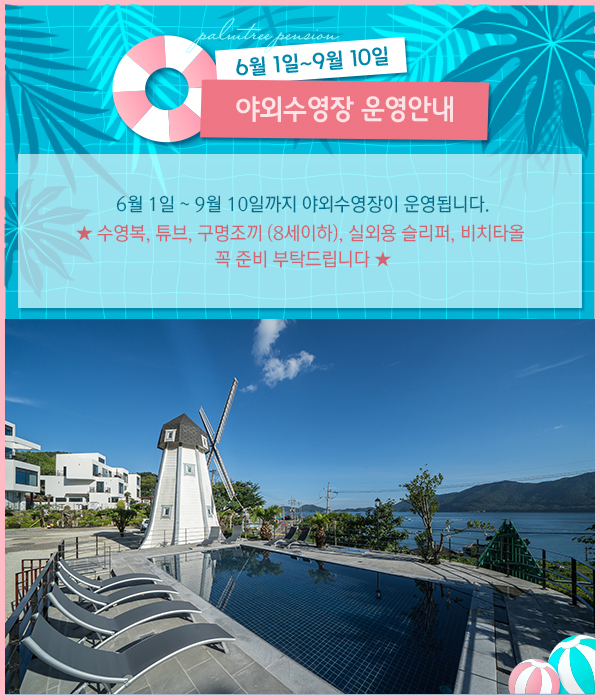 palmtree pension
6월 1일~9월 10일
야외수영장 운영안내
6월 1일 ~ 9월 10일까지 야외수영장이 운영됩니다.
★ 수영복, 튜브, 구명조끼 (8세이하), 실외용 슬리퍼, 비치타올
꼭 준비 부탁드립니다 ★